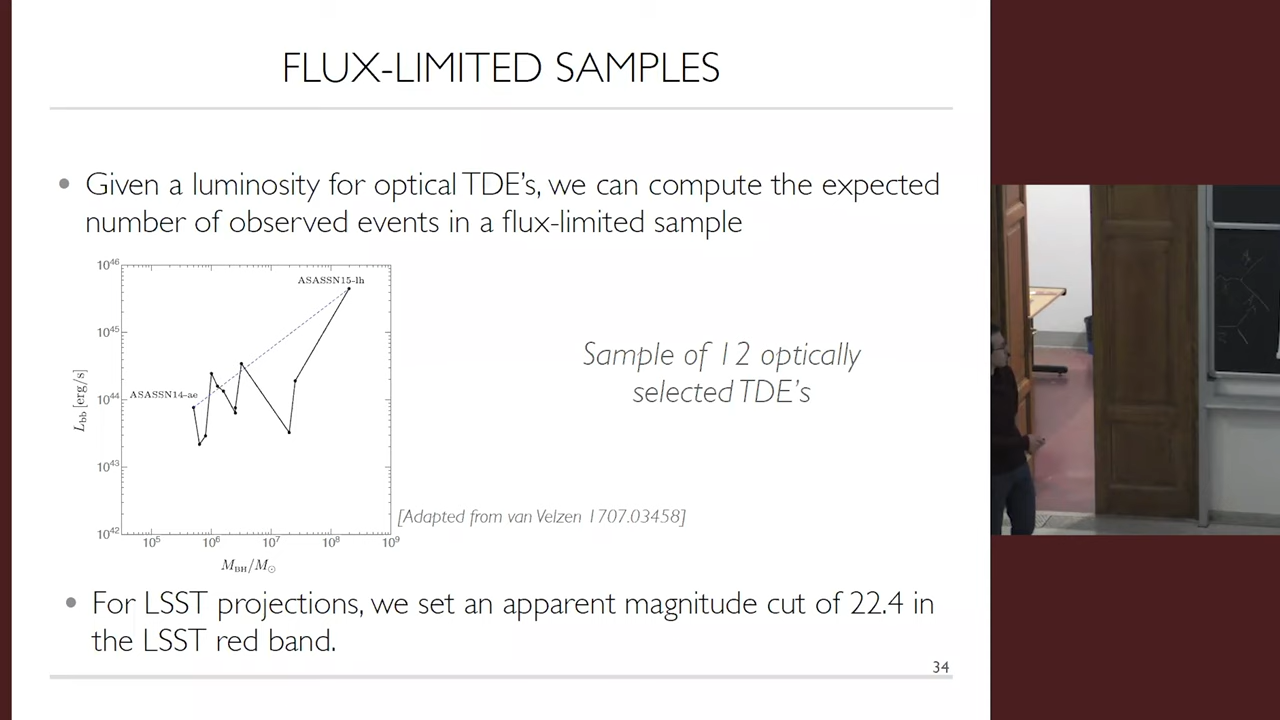 FLUX-LIMITED SAMPLES
• Given a luminosity for optical TDE's, we can compute the expected
number of observed events in a flux-limited sample
10^46
10^45
10^44
10^43
10^42
L_bb [erg/s]
ASASSN15-lh
ASASSN14-ae
10^5 10^6 10^7 10^8 10^9
M_BH/M_⊙
Sample of 12 optically
selected TDE's
[Adapted from van Velzen 1707.03458]
• For LSST projections, we set an apparent magnitude cut of 22.4 in
the LSST red band.
34